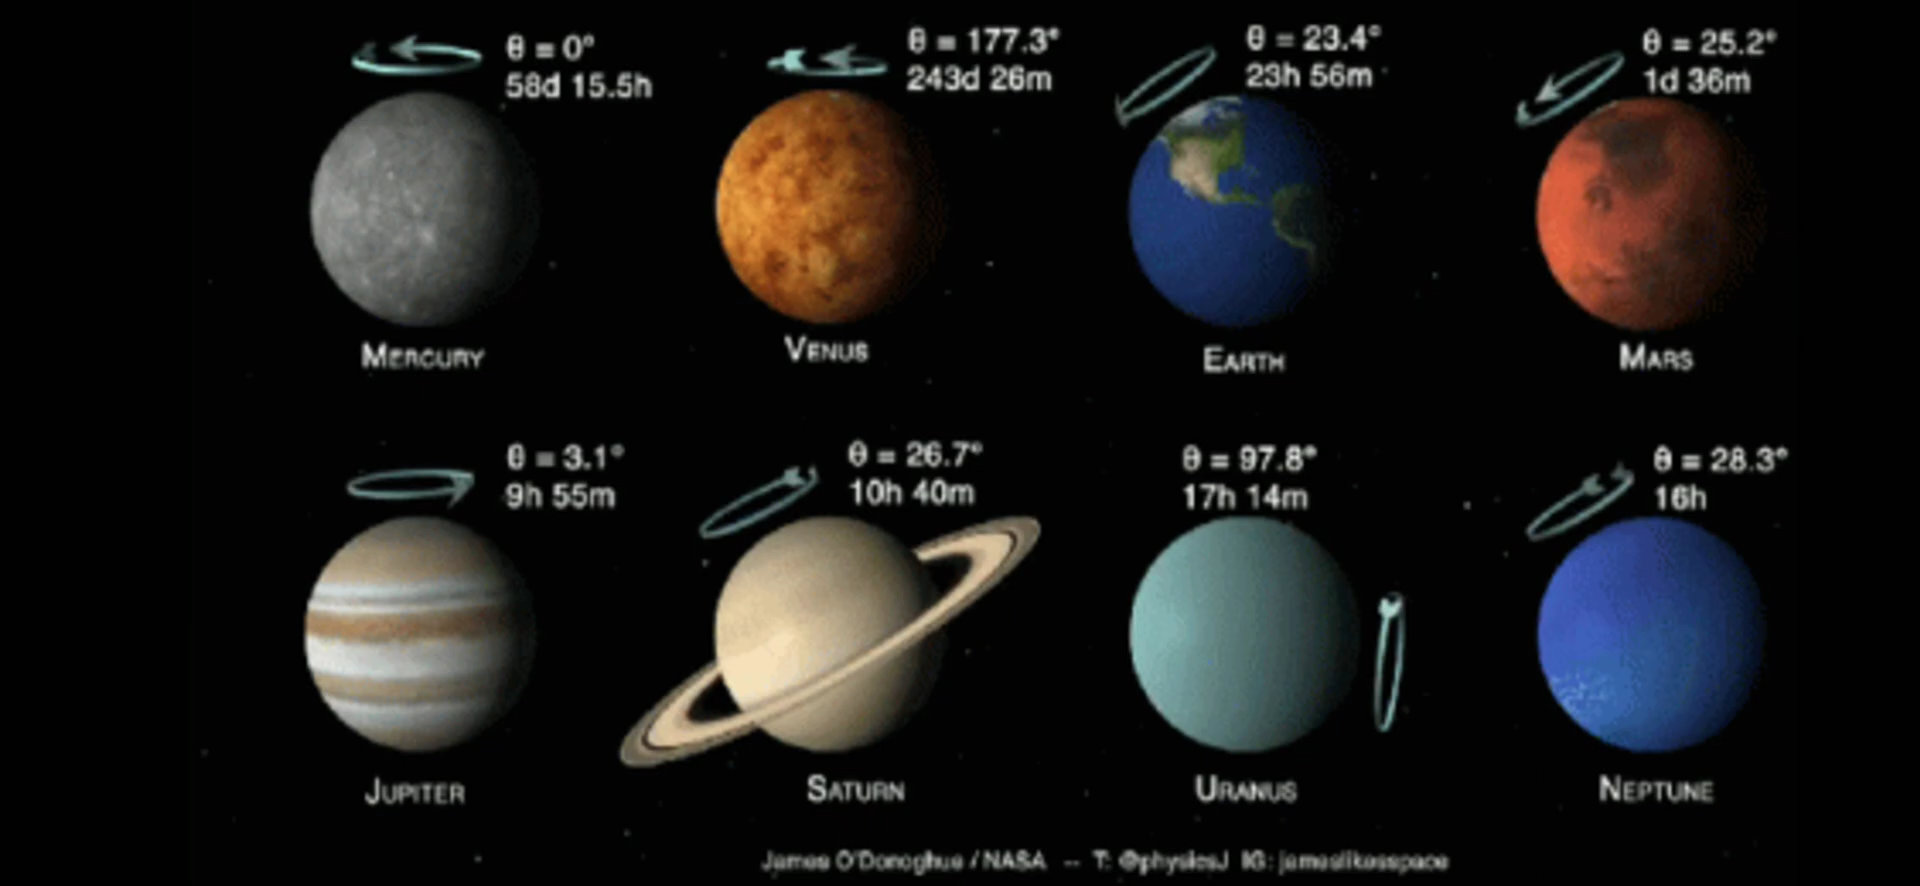 θ = 0°
58d 15.5h
θ = 177.3°
243d 26m
θ = 23.4°
23h 56m
θ = 25.2°
1d 36m
Mercury
Venus
Earth
Mars
θ = 3.1°
9h 55m
θ = 26.7°
10h 40m
θ = 97.8°
17h 14m
θ = 28.3°
16h
Jupiter
Saturn
Uranus
Neptune
James O'Donoghue / NASA -- T: @physicsJ IG: jameslikesspace